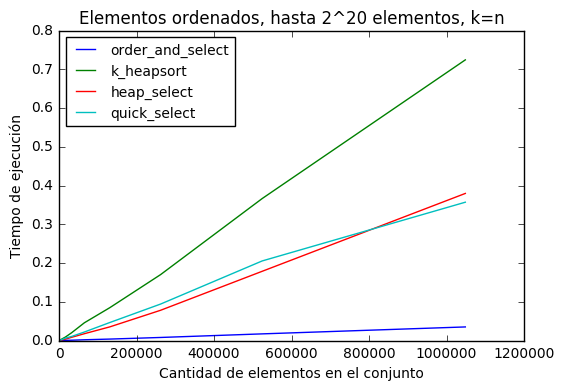 Elementos ordenados, hasta 2^20 elementos, k=n
0.8
0.7
0.6
0.5
0.4
0.3
0.2
0.1
0.0
order_and_select
k_heapsort
heap_select
quick_select
Tiempo de ejecución
0
200000
400000
600000
800000
1000000
1200000
Cantidad de elementos en el conjunto